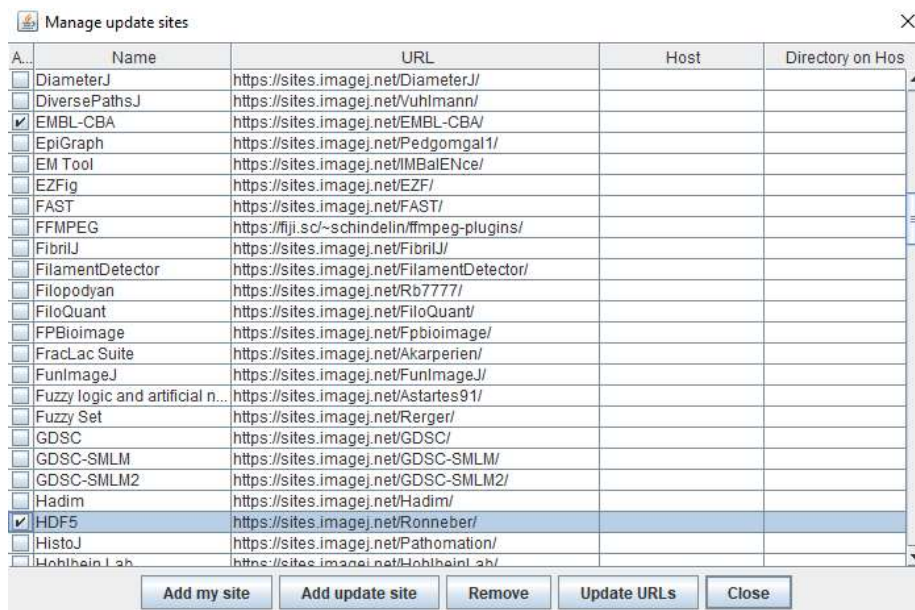 Manage update sites
A... Name URL Host Directory on Hos
DiameterJ https://sites.imagej.net/DiameterJ/
DiversePathsJ https://sites.imagej.net/Vuhlmann/
EMBL-CBA https://sites.imagej.net/EMBL-CBA/
EpiGraph https://sites.imagej.net/Pedgomgal1/
EM Tool https://sites.imagej.net/IMBalENce/
EZFig https://sites.imagej.net/EZF/
FAST https://sites.imagej.net/FAST/
FFMPEG https://fiji.sc/~schindelin/ffmpeg-plugins/
FibrilJ https://sites.imagej.net/FibrilJ/
FilamentDetector https://sites.imagej.net/FilamentDetector/
Filopodyan https://sites.imagej.net/Rb7777/
FiloQuant https://sites.imagej.net/FiloQuant/
FPBioimage https://sites.imagej.net/Fpbioimage/
FracLac Suite https://sites.imagej.net/Akarperien/
FunImageJ https://sites.imagej.net/FunImageJ/
Fuzzy logic and artificial n... https://sites.imagej.net/Astartes91/
Fuzzy Set https://sites.imagej.net/Rerger/
GDSC https://sites.imagej.net/GDSC/
GDSC-SMLM https://sites.imagej.net/GDSC-SMLM/
GDSC-SMLM2 https://sites.imagej.net/GDSC-SMLM2/
Hadim https://sites.imagej.net/Hadim/
HDF5 https://sites.imagej.net/Ronneber/
HistoJ https://sites.imagej.net/Pathomation/
Hohlbein Lab https://sites.imagej.net/HohlbeinLab/
Add my site Add update site Remove Update URLs Close